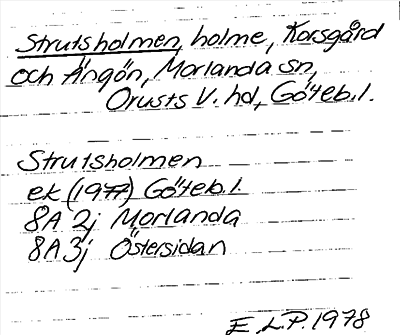 Strutsholmen, holme, Korsgård
och Ängön, Morlanda sn,
Orusts V. hd, Göteb. l.
Strutsholmen
ek (1977) Göteb. l.
8A 2j Morlanda
8A 3j Östersidan
E.L.P. 1978